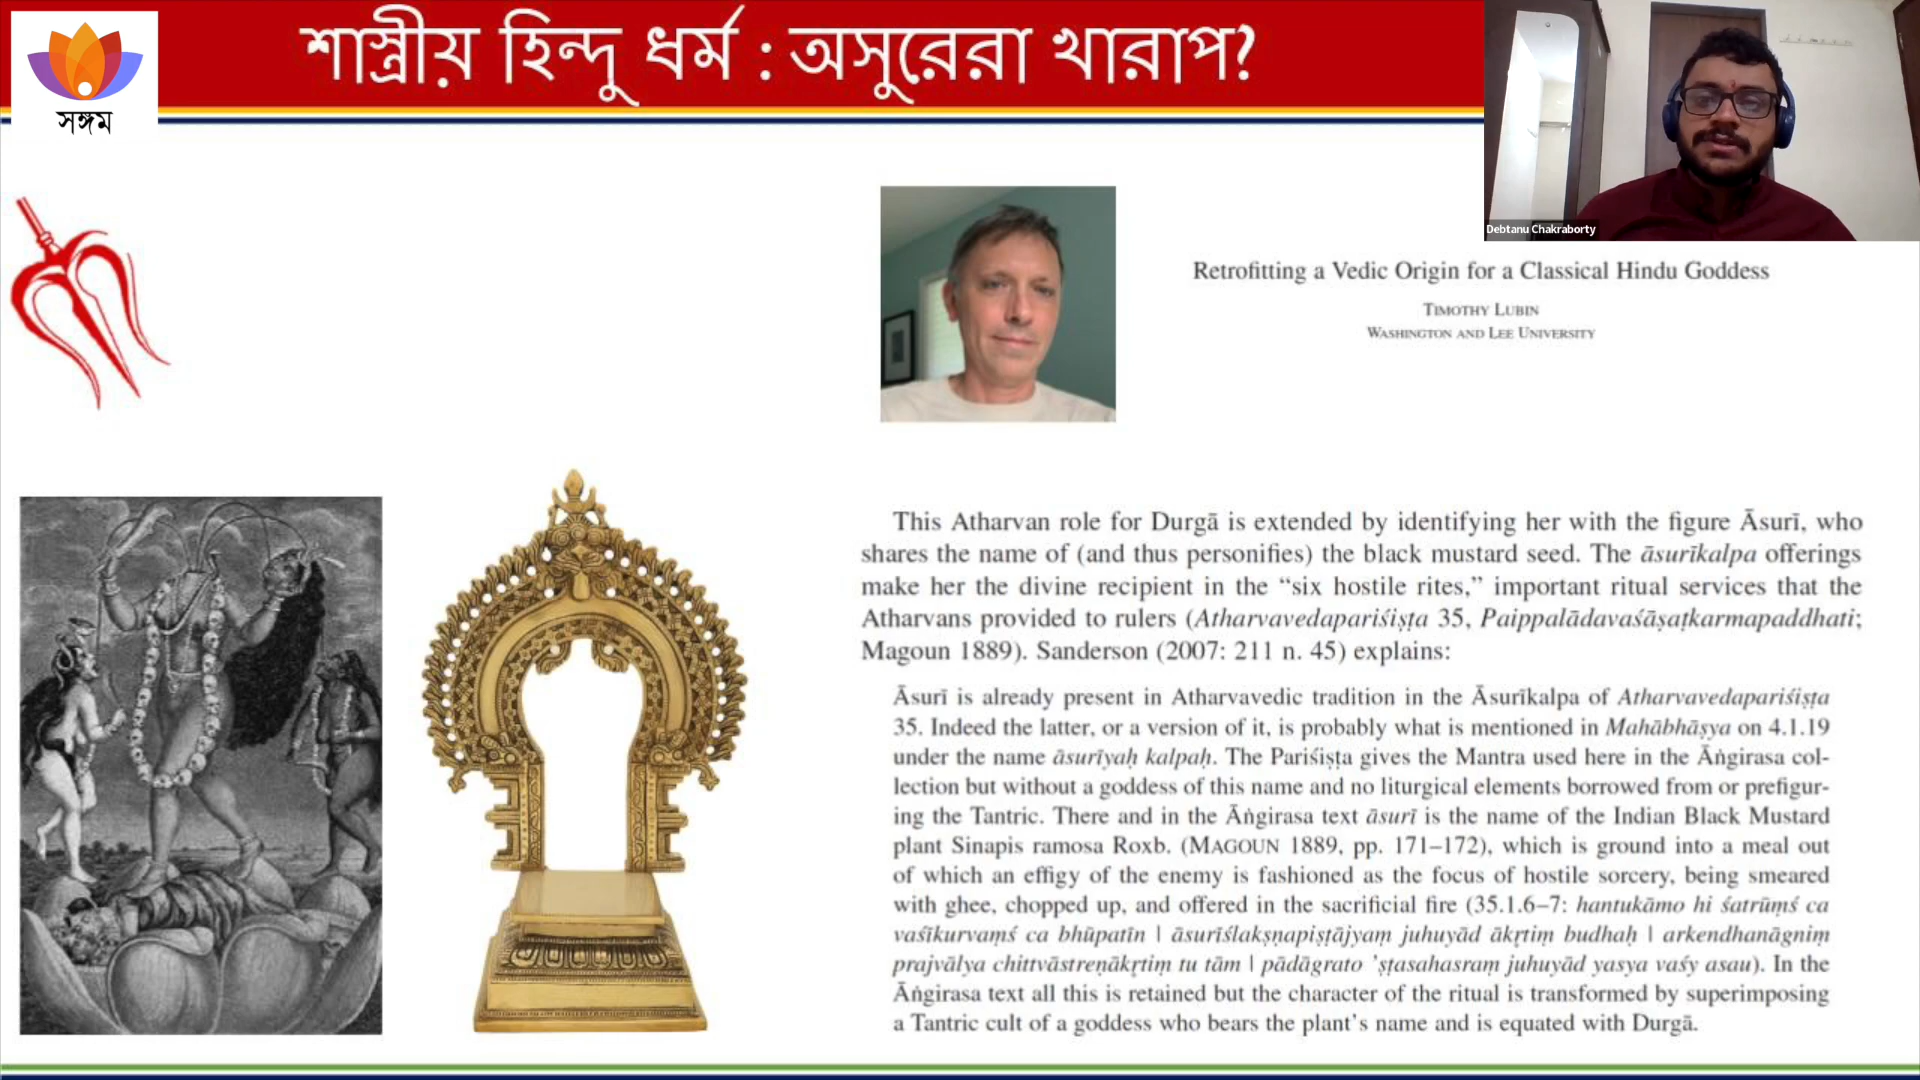 শাস্ত্রীয় হিন্দু ধর্ম : অসুরেরা খারাপ?
সঙ্গম
Debtanu Chakraborty
Retrofitting a Vedic Origin for a Classical Hindu Goddess
Timothy Lubin
Washington and Lee University
This Atharvan role for Durgā is extended by identifying her with the figure Āsurī, who
shares the name of (and thus personifies) the black mustard seed. The āsurīkalpa offerings
make her the divine recipient in the “six hostile rites,” important ritual services that the
Atharvans provided to rulers (Atharvavedapariśiṣṭa 35, Paippalādavaśāṣaṭkarmapaddhati;
Magoun 1889). Sanderson (2007: 211 n. 45) explains:
Āsurī is already present in Atharvavedic tradition in the Āsurīkalpa of Atharvavedapariśiṣṭa
35. Indeed the latter, or a version of it, is probably what is mentioned in Mahābhāṣya on 4.1.19
under the name āsurīyaḥ kalpaḥ. The Pariśiṣṭa gives the Mantra used here in the Āṅgirasa col-
lection but without a goddess of this name and no liturgical elements borrowed from or prefigur-
ing the Tantric. There and in the Āṅgirasa text āsurī is the name of the Indian Black Mustard
plant Sinapis ramosa Roxb. (Magoun 1889, pp. 171–172), which is ground into a meal out
of which an effigy of the enemy is fashioned as the focus of hostile sorcery, being smeared
with ghee, chopped up, and offered in the sacrificial fire (35.1.6–7: hantukāmo hi śatrūṃś ca
vaśīkurvaṃś ca bhūpatīn | āsurīślakṣṇapiṣṭājyaṃ juhuyād ākṛtiṃ budhaḥ | arkendhanāgniṃ
prajvālya chittvāstreṇākṛtiṃ tu tām | pādāgrato ’ṣṭasahasraṃ juhuyād yasya vaśy asau). In the
Āṅgirasa text all this is retained but the character of the ritual is transformed by superimposing
a Tantric cult of a goddess who bears the plant’s name and is equated with Durgā.